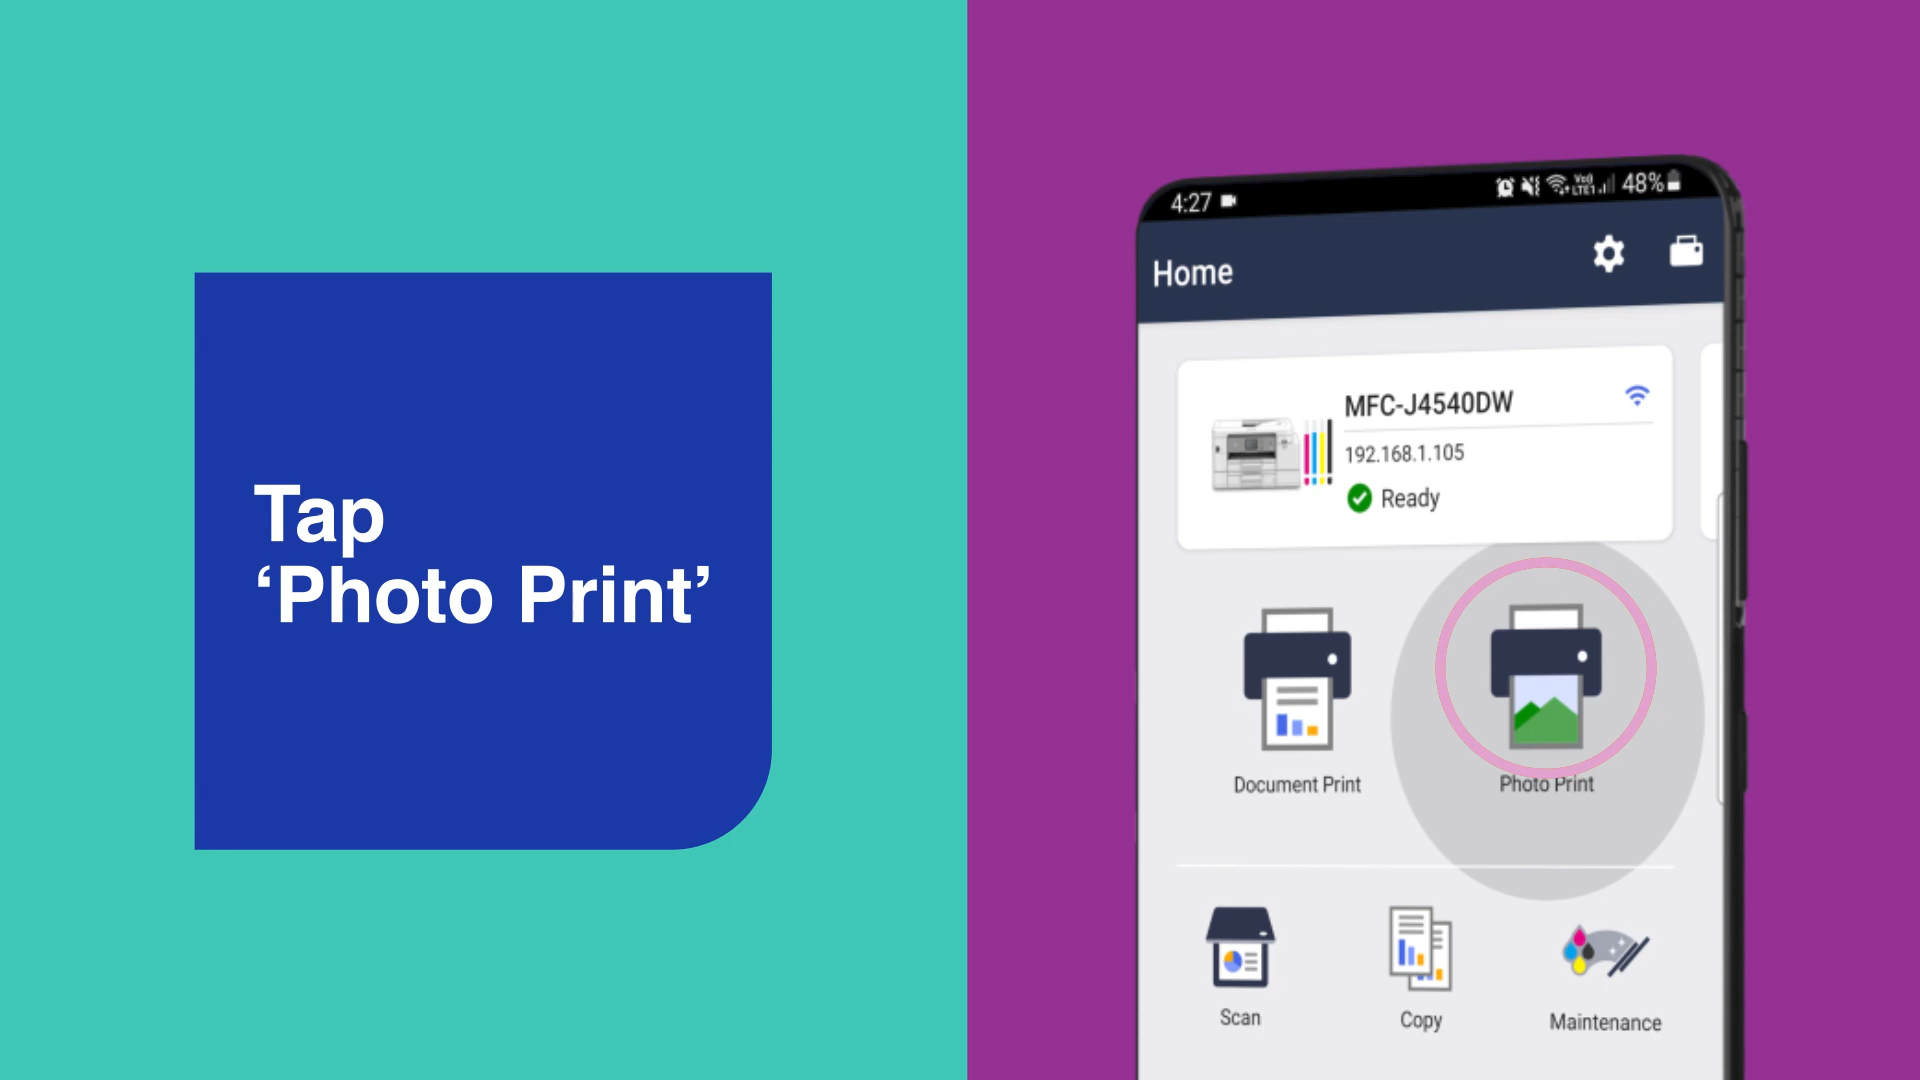 Tap
‘Photo Print’
4:27
48%
Home
MFC-J4540DW
192.168.1.105
Ready
Document Print
Photo Print
Scan
Copy
Maintenance